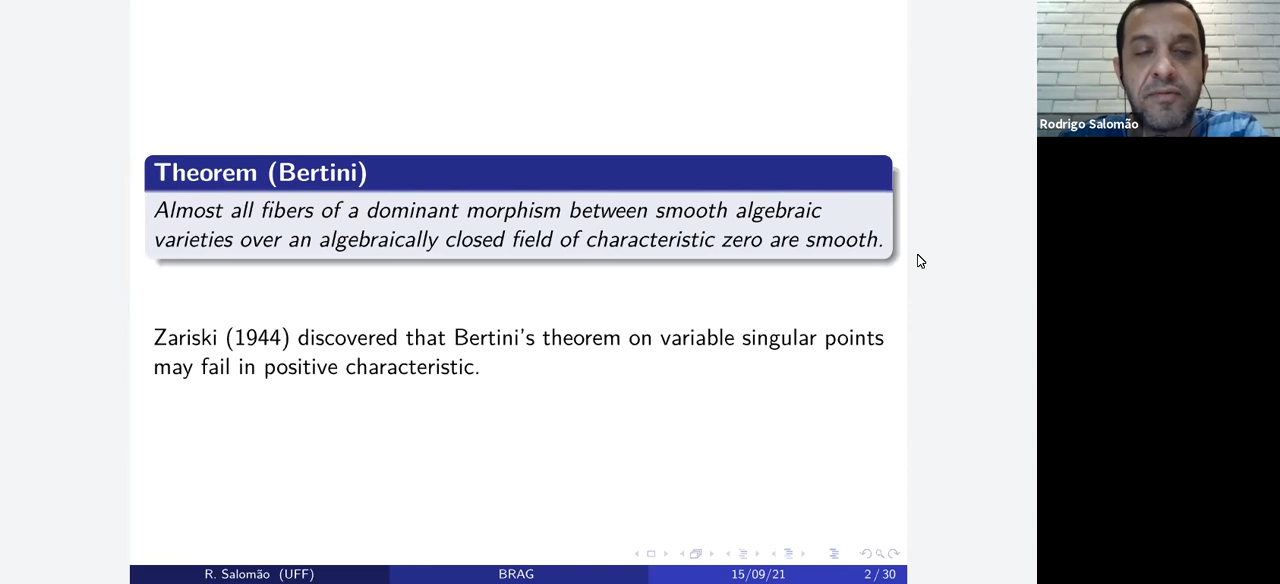 Theorem (Bertini)
Almost all fibers of a dominant morphism between smooth algebraic
varieties over an algebraically closed field of characteristic zero are smooth.
Zariski (1944) discovered that Bertini's theorem on variable singular points
may fail in positive characteristic.
R. Salomão (UFF) BRAG 15/09/21 2 / 30
Rodrigo Salomão